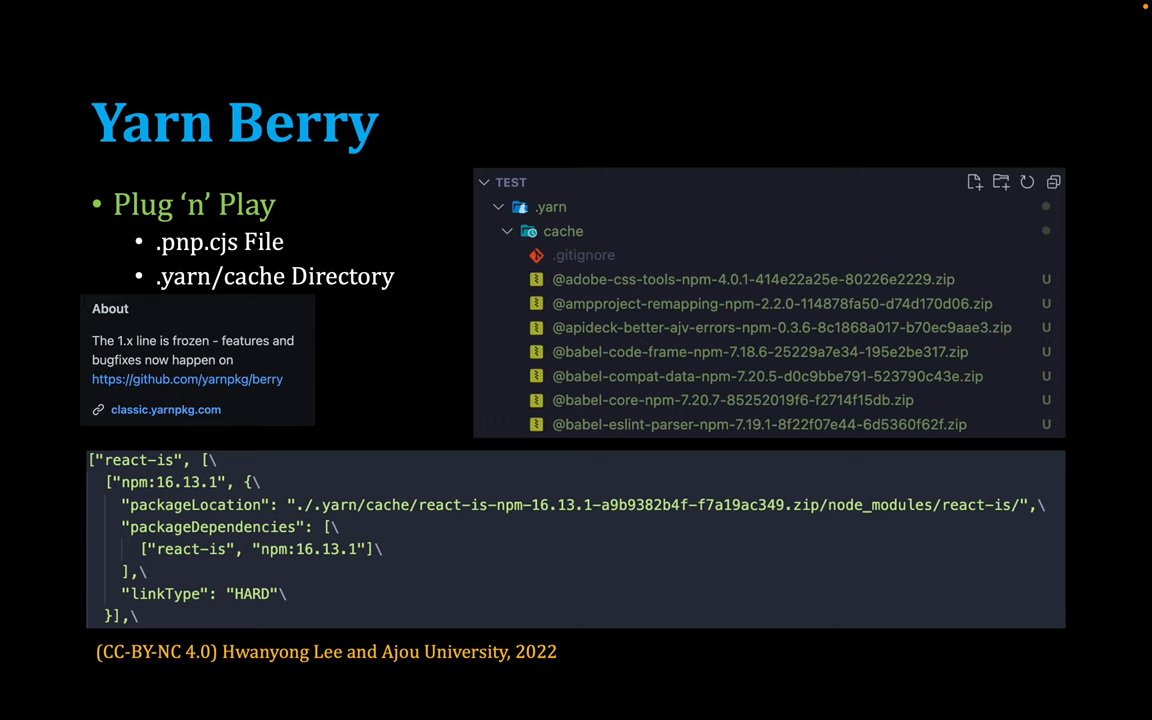 Yarn Berry
• Plug ‘n’ Play
• .pnp.cjs File
• .yarn/cache Directory
About
The 1.x line is frozen - features and
bugfixes now happen on
https://github.com/yarnpkg/berry
classic.yarnpkg.com
TEST
.yarn
cache
.gitignore
@adobe-css-tools-npm-4.0.1-414e22a25e-80226e2229.zip U
@ampproject-remapping-npm-2.2.0-114878fa50-d74d170d06.zip U
@apideck-better-ajv-errors-npm-0.3.6-8c1868a017-b70ec9aae3.zip U
@babel-code-frame-npm-7.18.6-25229a7e34-195e2be317.zip U
@babel-compat-data-npm-7.20.5-d0c9bbe791-523790c43e.zip U
@babel-core-npm-7.20.7-85252019f6-f2714f15db.zip U
@babel-eslint-parser-npm-7.19.1-8f22f07e44-6d5360f62f.zip U
["react-is", [\
["npm:16.13.1", {\
"packageLocation": "./.yarn/cache/react-is-npm-16.13.1-a9b9382b4f-f7a19ac349.zip/node_modules/react-is/",\
"packageDependencies": [\
["react-is", "npm:16.13.1"]\
],\
"linkType": "HARD"\
}],\
(CC-BY-NC 4.0) Hwanyong Lee and Ajou University, 2022